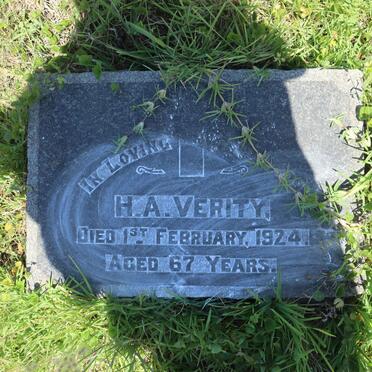 IN LOVING
H.A. VERITY,
DIED 1ST FEBRUARY, 1924.
AGED 67 YEARS.